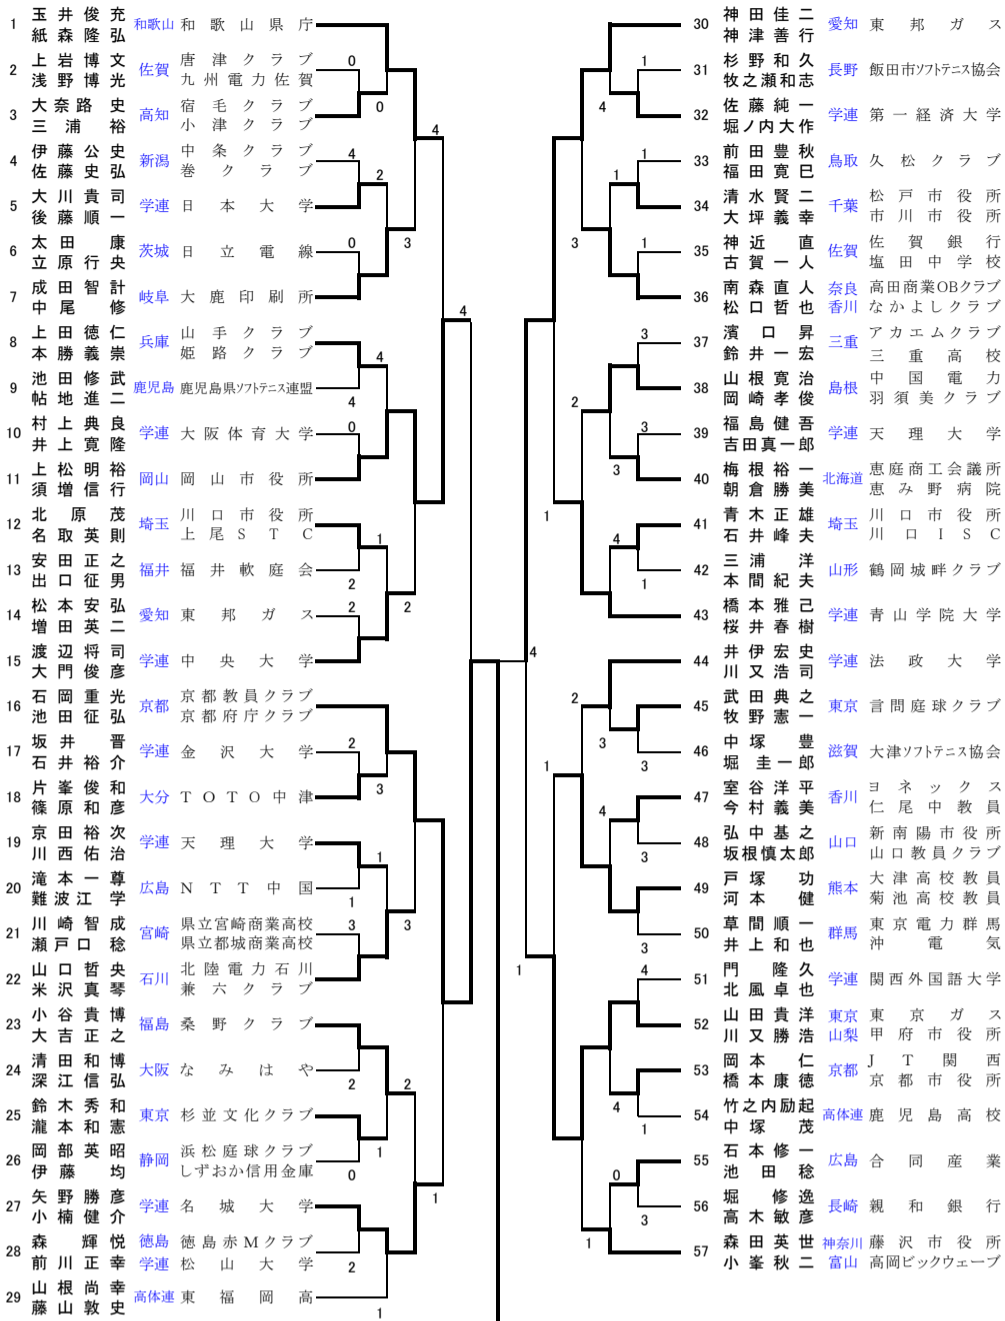 1 玉井俊充 紙森隆弘 和歌山 和歌山県庁
2 上岩博文 浅野博光 佐賀 唐津クラブ 九州電力佐賀 0
3 大奈路史 三浦裕 高知 宿毛クラブ 小津クラブ 0
4 伊藤公史 佐藤史弘 新潟 中条クラブ 巻クラブ 4
5 大川貴司 後藤順一 学連 日本大学 2
6 太田康 立原行央 茨城 日立電線 0
7 成田智計 中尾修 岐阜 大鹿印刷所 3
4
4
8 上田徳仁 本勝義崇 兵庫 山手クラブ 姫路クラブ 4
9 池田修武 帖地進二 鹿児島 鹿児島県ソフトテニス連盟 4
10 村上典良 井上寛隆 学連 大阪体育大学 0
11 上松明裕 須増信行 岡山 岡山市役所
12 北原茂 名取英則 埼玉 川口市役所 上尾STC 1
13 安田正之 出口征男 福井 福井軟庭会 2
14 松本安弘 増田英二 愛知 東邦ガス 2
15 渡辺将司 大門俊彦 学連 中央大学 2
16 石岡重光 池田征弘 京都 京都教員クラブ 京都府庁クラブ
17 坂井晋 石井裕介 学連 金沢大学 2
18 片峯俊和 篠原和彦 大分 TOTO中津 3
19 京田裕次 川西佑治 学連 天理大学 1
20 滝本一尊 難波江学 広島 NTT中国 1
21 川崎智成 瀬戸口稔 宮崎 県立宮崎商業高校 県立都城商業高校 3
3
22 山口哲央 米沢真琴 石川 北陸電力石川 兼六クラブ
23 小谷貴博 大吉正之 福島 桑野クラブ
24 清田和博 深江信弘 大阪 なみはや 2
2
25 鈴木秀和 瀧本和憲 東京 杉並文化クラブ 1
26 岡部英昭 伊藤均 静岡 浜松庭球クラブ しずおか信用金庫 0
1
27 矢野勝彦 小楠健介 学連 名城大学
28 森輝悦 前川正幸 徳島 学連 徳島赤Mクラブ 松山大学 2
29 山根尚幸 藤山敦史 高体連 東福岡高 1
30 神田佳二 神津善行 愛知 東邦ガス
31 杉野和久 牧之瀬和志 長野 飯田市ソフトテニス協会 1
32 佐藤純一 堀ノ内大作 学連 第一経済大学 4
33 前田豊秋 福田寛巳 鳥取 久松クラブ 1
34 清水賢二 大坪義幸 千葉 松戸市役所 市川市役所 1
35 神近直 古賀一人 佐賀 佐賀銀行 塩田中学校 1
3
36 南森直人 松口哲也 奈良 香川 高田商業OBクラブ なかよしクラブ
37 濱口昇 鈴井一宏 三重 アカエムクラブ 三重高校 3
38 山根寛治 岡崎孝俊 島根 中国電力 羽須美クラブ 2
39 福島健吾 吉田真一郎 学連 天理大学 3
40 梅根裕一 朝倉勝美 北海道 恵庭商工会議所 恵み野病院 3
1
41 青木正雄 石井峰夫 埼玉 川口市役所 川口ISC 4
42 三浦洋 本間紀夫 山形 鶴岡城畔クラブ 1
43 橋本雅己 桜井春樹 学連 青山学院大学
4
44 井伊宏史 川又浩司 学連 法政大学 2
45 武田典之 牧野憲一 東京 言問庭球クラブ 3
46 中塚豊 堀圭一郎 滋賀 大津ソフトテニス協会 3
1
47 室谷洋平 今村義美 香川 ヨネックス 仁尾中教員 4
48 弘中基之 坂根慎太郎 山口 新南陽市役所 山口教員クラブ 3
49 戸塚功 河本健 熊本 大津高校教員 菊池高校教員
50 草間順一 井上和也 群馬 東京電力群馬 沖電気 3
1
51 門隆久 北風卓也 学連 関西外国語大学 4
52 山田貴洋 川又勝浩 東京 山梨 東京ガス 甲府市役所
53 岡本仁 橋本康徳 京都 JT関西 京都市役所 4
54 竹之内励起 中塚茂 高体連 鹿児島高校 1
55 石本修一 池田稔 広島 合同産業 0
56 堀修逸 高木敏彦 長崎 親和銀行 3
57 森田英世 小峯秋二 神奈川 富山 藤沢市役所 高岡ビックウェーブ 1